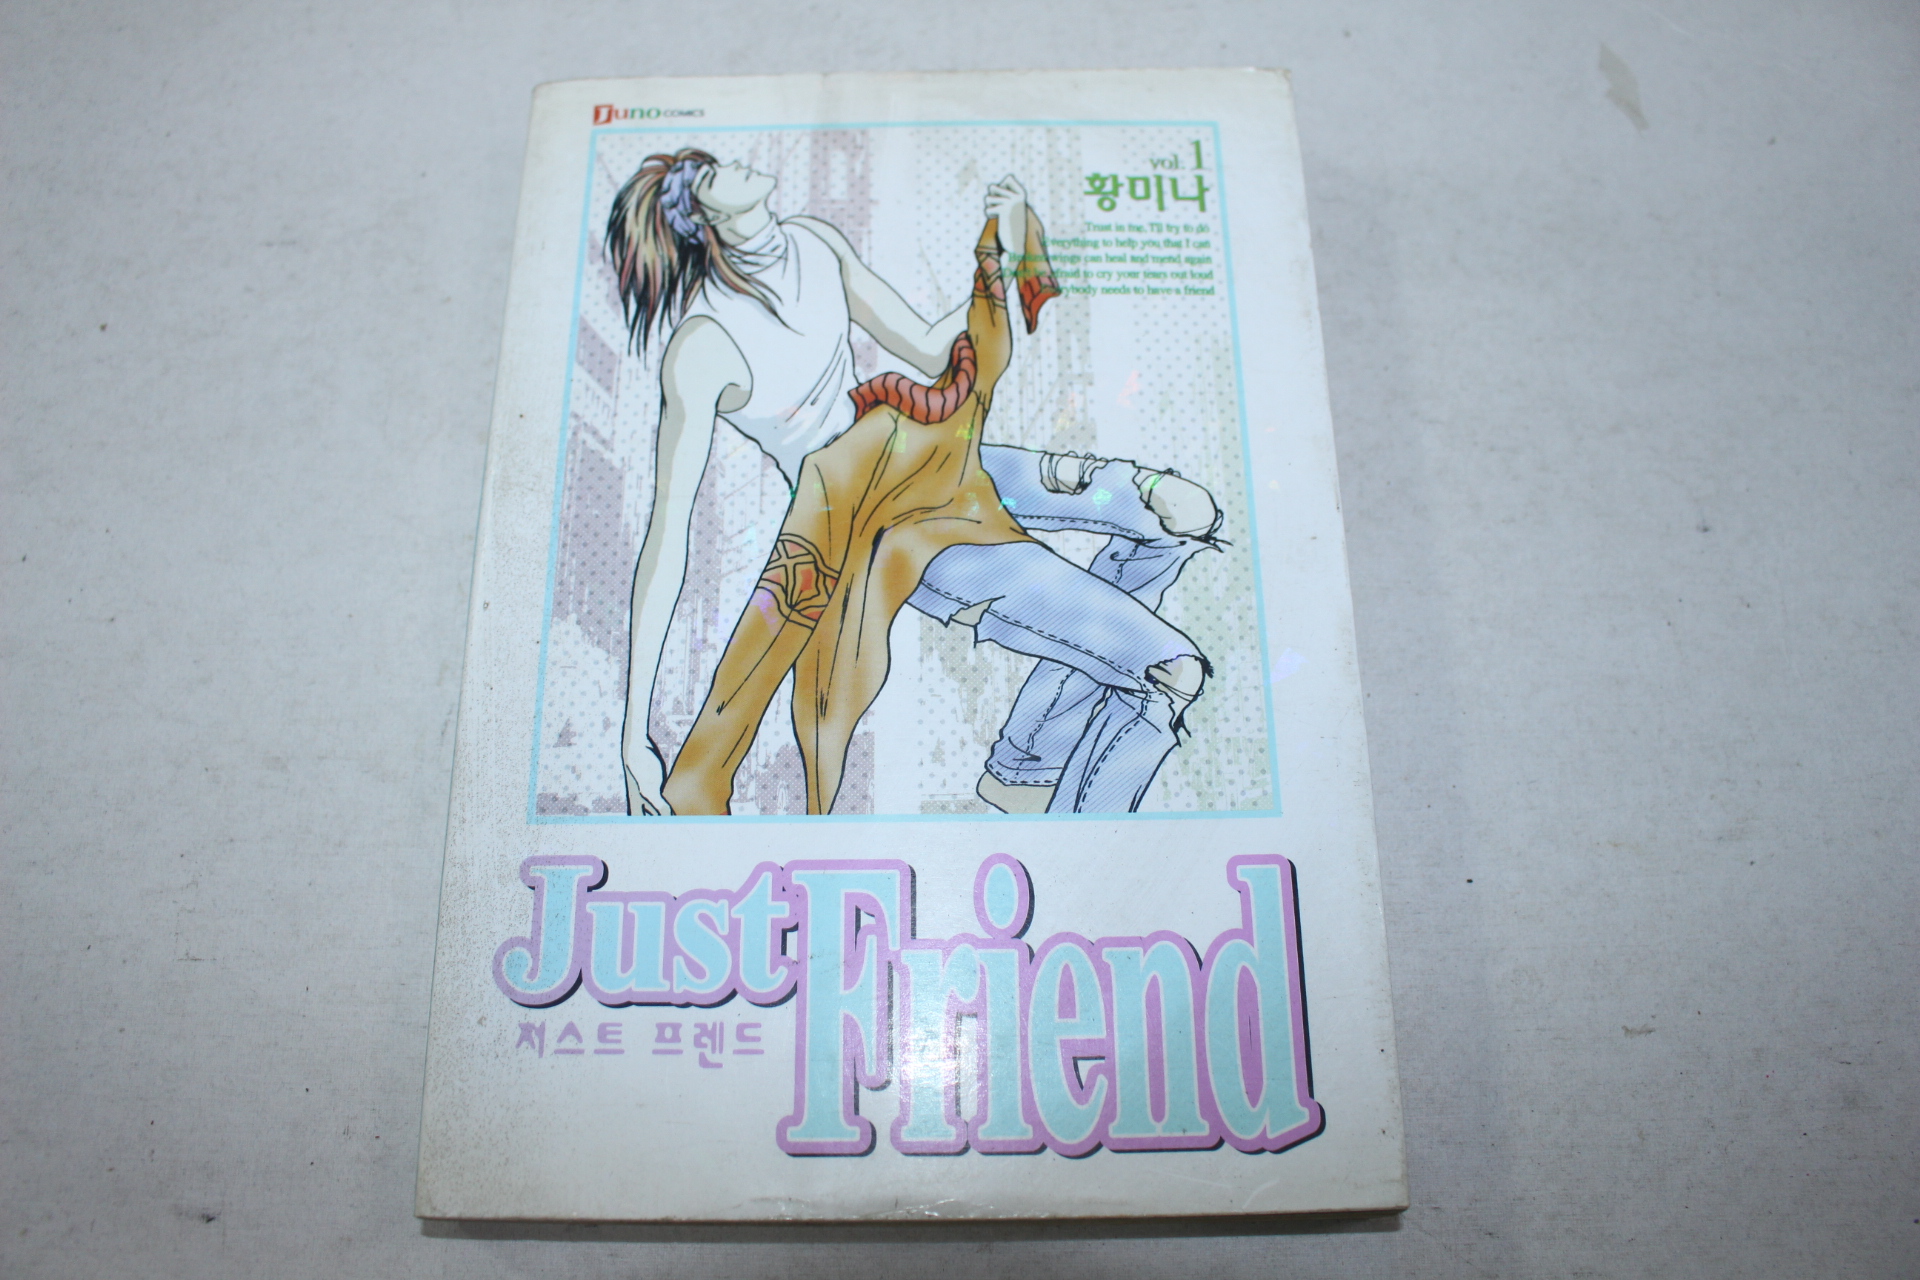 Juno COMICS
vol. 1
황미나
Trust in me. I'll try to do
Everything to help you that I can
wings can heal and mend again
afraid to cry your tears out loud
Everybody needs to have a friend
Just Friend
저스트 프렌드